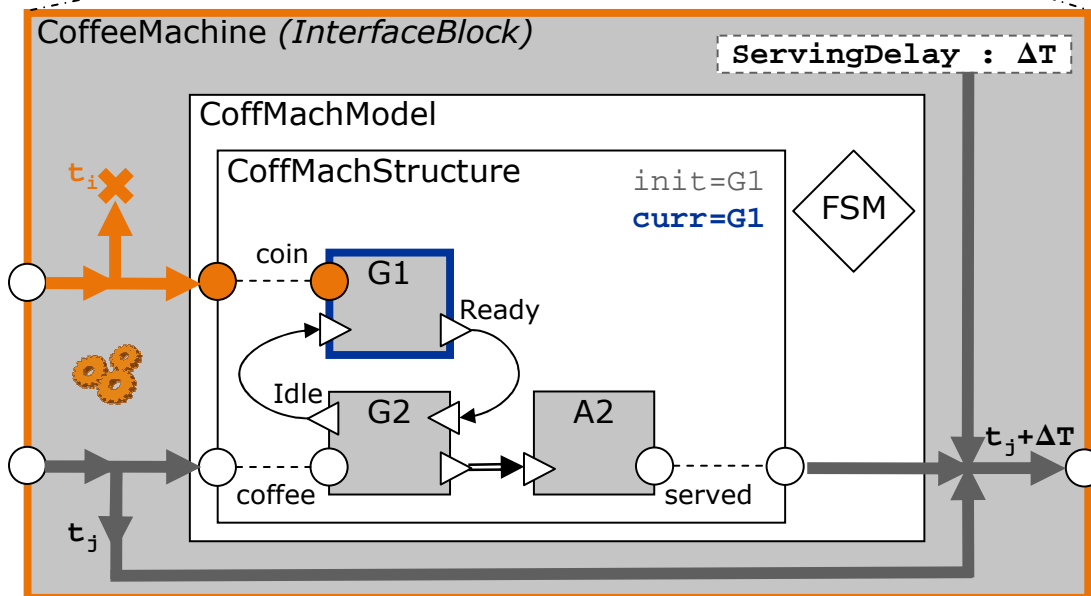 CoffeeMachine (InterfaceBlock)
ServingDelay : ΔT
CoffMachModel
CoffMachStructure
init=G1
curr=G1
FSM
tᵢ
coin
G1
Ready
Idle
G2
A2
tⱼ+ΔT
coffee
served
tⱼ